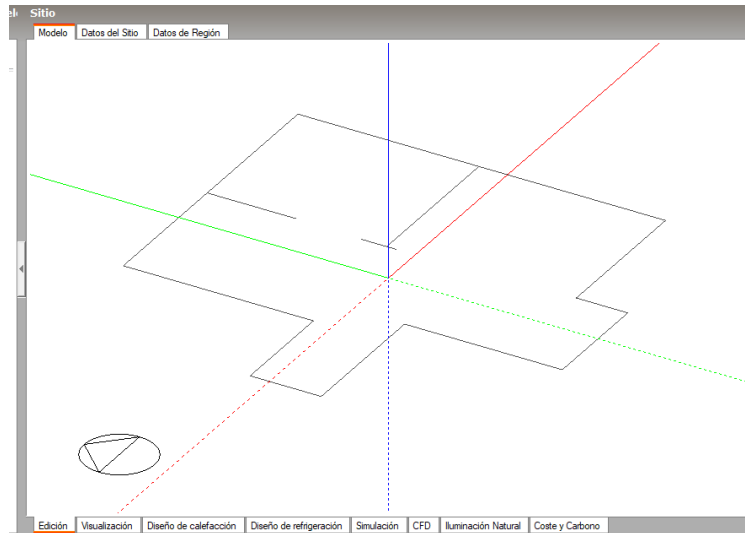 Sitio
Modelo Datos del Sitio Datos de Región
Edición Visualización Diseño de calefacción Diseño de refrigeración Simulación CFD Iluminación Natural Coste y Carbono